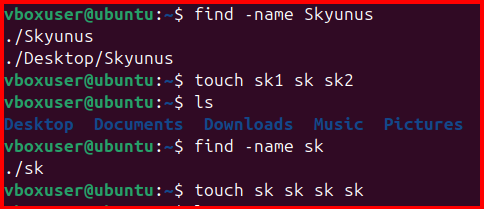 vboxuser@ubuntu:~$ find -name Skyunus
./Skyunus
./Desktop/Skyunus
vboxuser@ubuntu:~$ touch sk1 sk sk2
vboxuser@ubuntu:~$ ls
Desktop Documents Downloads Music Pictures
vboxuser@ubuntu:~$ find -name sk
./sk
vboxuser@ubuntu:~$ touch sk sk sk sk